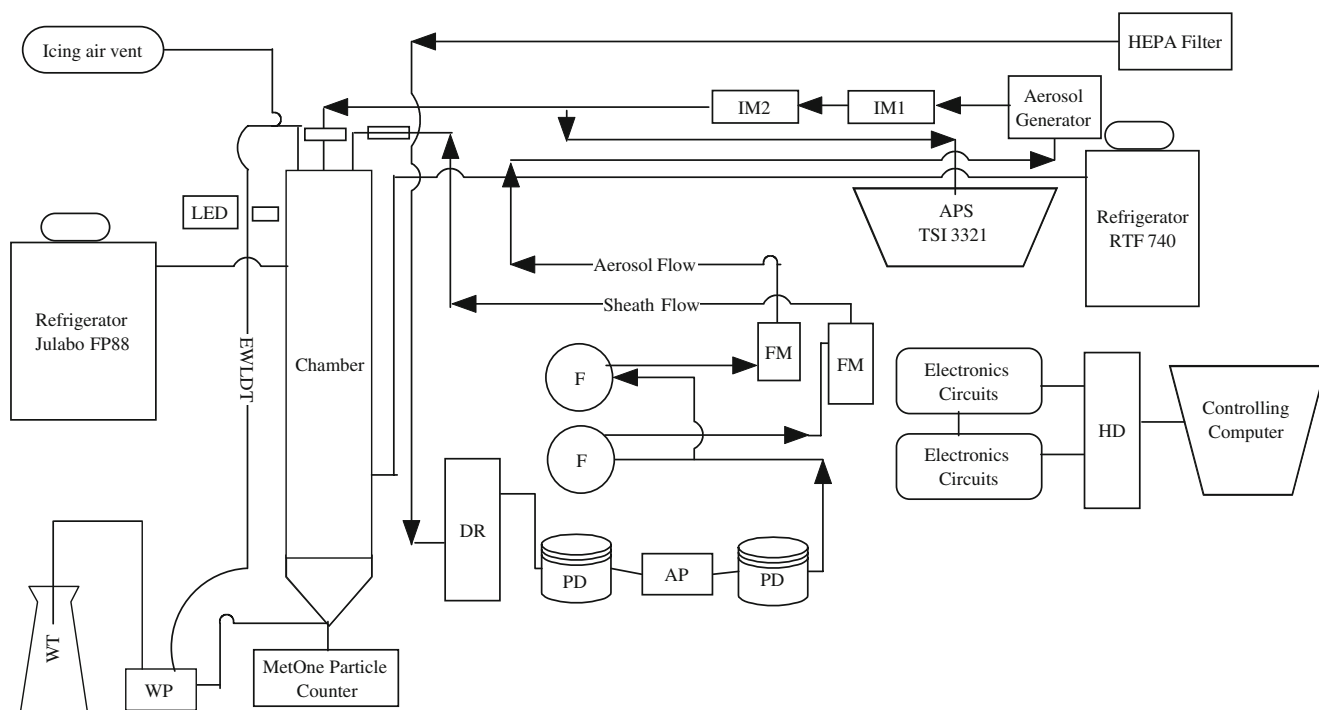 Icing air vent
HEPA Filter
IM2
IM1
Aerosol
Generator
LED
APS
TSI 3321
Refrigerator
RTF 740
Aerosol Flow
Sheath Flow
Refrigerator
Julabo FP88
EWLDT
Chamber
FM
FM
F
F
Electronics
Circuits
Electronics
Circuits
HD
Controlling
Computer
DR
PD
AP
PD
WT
WP
MetOne Particle
Counter